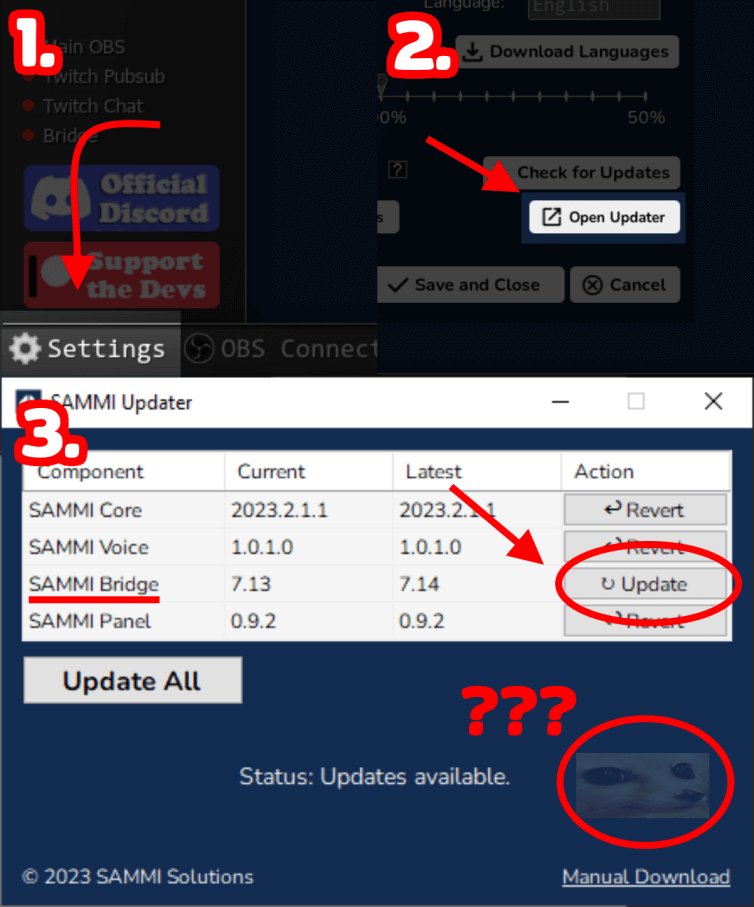 1.
Main OBS
Twitch Pubsub
Twitch Chat
Bridge
Official
Discord
Support
the Devs
Settings
OBS Connect
2.
Language:
English
Download Languages
00%
50%
?
Check for Updates
s
Open Updater
Save and Close
Cancel
3.
SAMMI Updater
Component Current Latest Action
SAMMI Core 2023.2.1.1 2023.2.1.1 Revert
SAMMI Voice 1.0.1.0 1.0.1.0 Revert
SAMMI Bridge 7.13 7.14 Update
SAMMI Panel 0.9.2 0.9.2 Revert
Update All
???
Status: Updates available.
© 2023 SAMMI Solutions
Manual Download